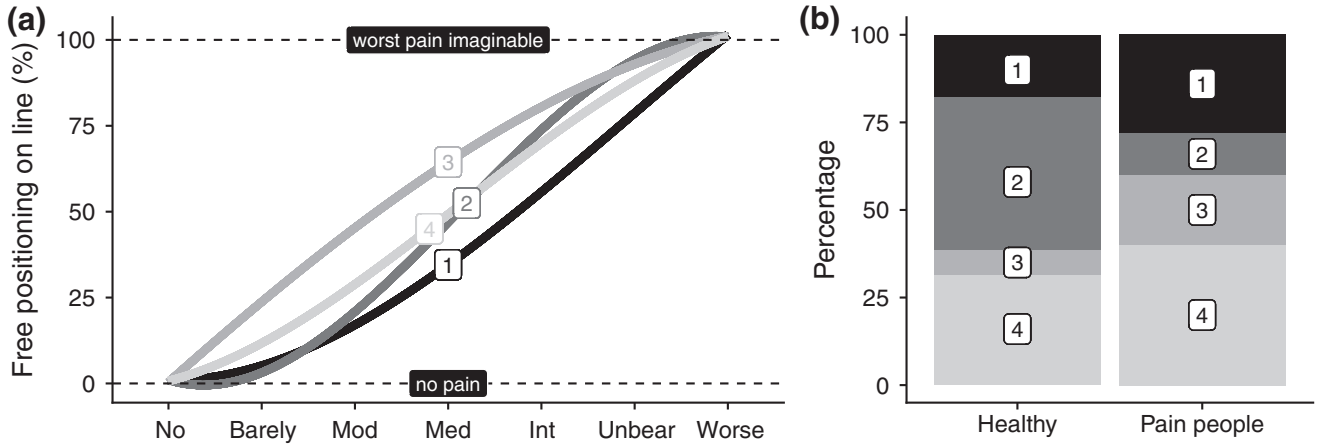 (a)
Free positioning on line (%)
100
75
50
25
0
worst pain imaginable
3
2
4
1
no pain
No Barely Mod Med Int Unbear Worse
(b)
Percentage
100
75
50
25
0
1
2
3
4
1
2
3
4
Healthy Pain people